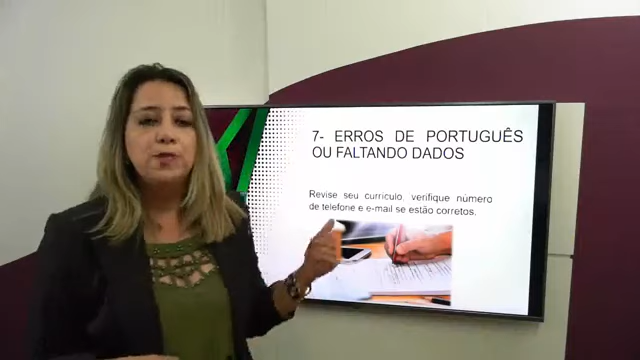 7- ERROS DE PORTUGUÊS
OU FALTANDO DADOS
Revise seu currículo, verifique número
de telefone e e-mail se estão corretos.